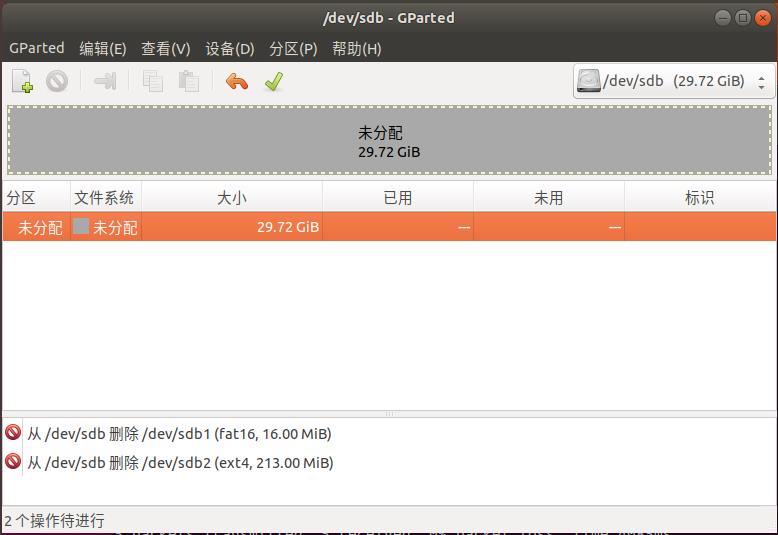 /dev/sdb - GParted
GParted 编辑(E) 查看(V) 设备(D) 分区(P) 帮助(H)
/dev/sdb (29.72 GiB)
未分配
29.72 GiB
分区 文件系统 大小 已用 未用 标识
未分配 未分配 29.72 GiB --- ---
从 /dev/sdb 删除 /dev/sdb1 (fat16, 16.00 MiB)
从 /dev/sdb 删除 /dev/sdb2 (ext4, 213.00 MiB)
2 个操作待进行